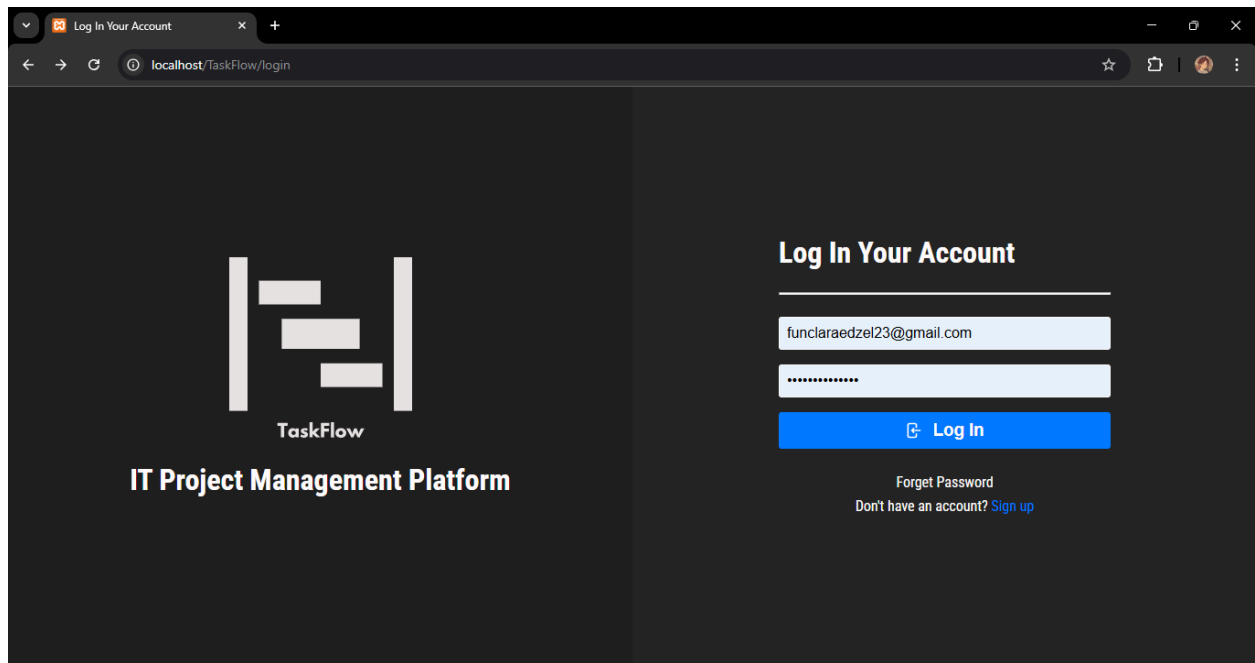 Log In Your Account
localhost/TaskFlow/login
TaskFlow
IT Project Management Platform
Log In Your Account
funclaraedzel23@gmail.com
••••••••••••••
Log In
Forget Password
Don't have an account? Sign up